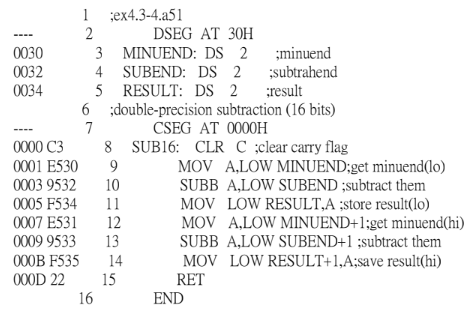 1 ;ex4.3-4.a51
---- 2 DSEG AT 30H
0030 3 MINUEND: DS 2 ;minuend
0032 4 SUBEND: DS 2 ;subtrahend
0034 5 RESULT: DS 2 ;result
6 ;double-precision subtraction (16 bits)
---- 7 CSEG AT 0000H
0000 C3 8 SUB16: CLR C ;clear carry flag
0001 E530 9 MOV A,LOW MINUEND;get minuend(lo)
0003 9532 10 SUBB A,LOW SUBEND ;subtract them
0005 F534 11 MOV LOW RESULT,A ;store result(lo)
0007 E531 12 MOV A,LOW MINUEND+1;get minuend(hi)
0009 9533 13 SUBB A,LOW SUBEND+1 ;subtract them
000B F535 14 MOV LOW RESULT+1,A;save result(hi)
000D 22 15 RET
16 END